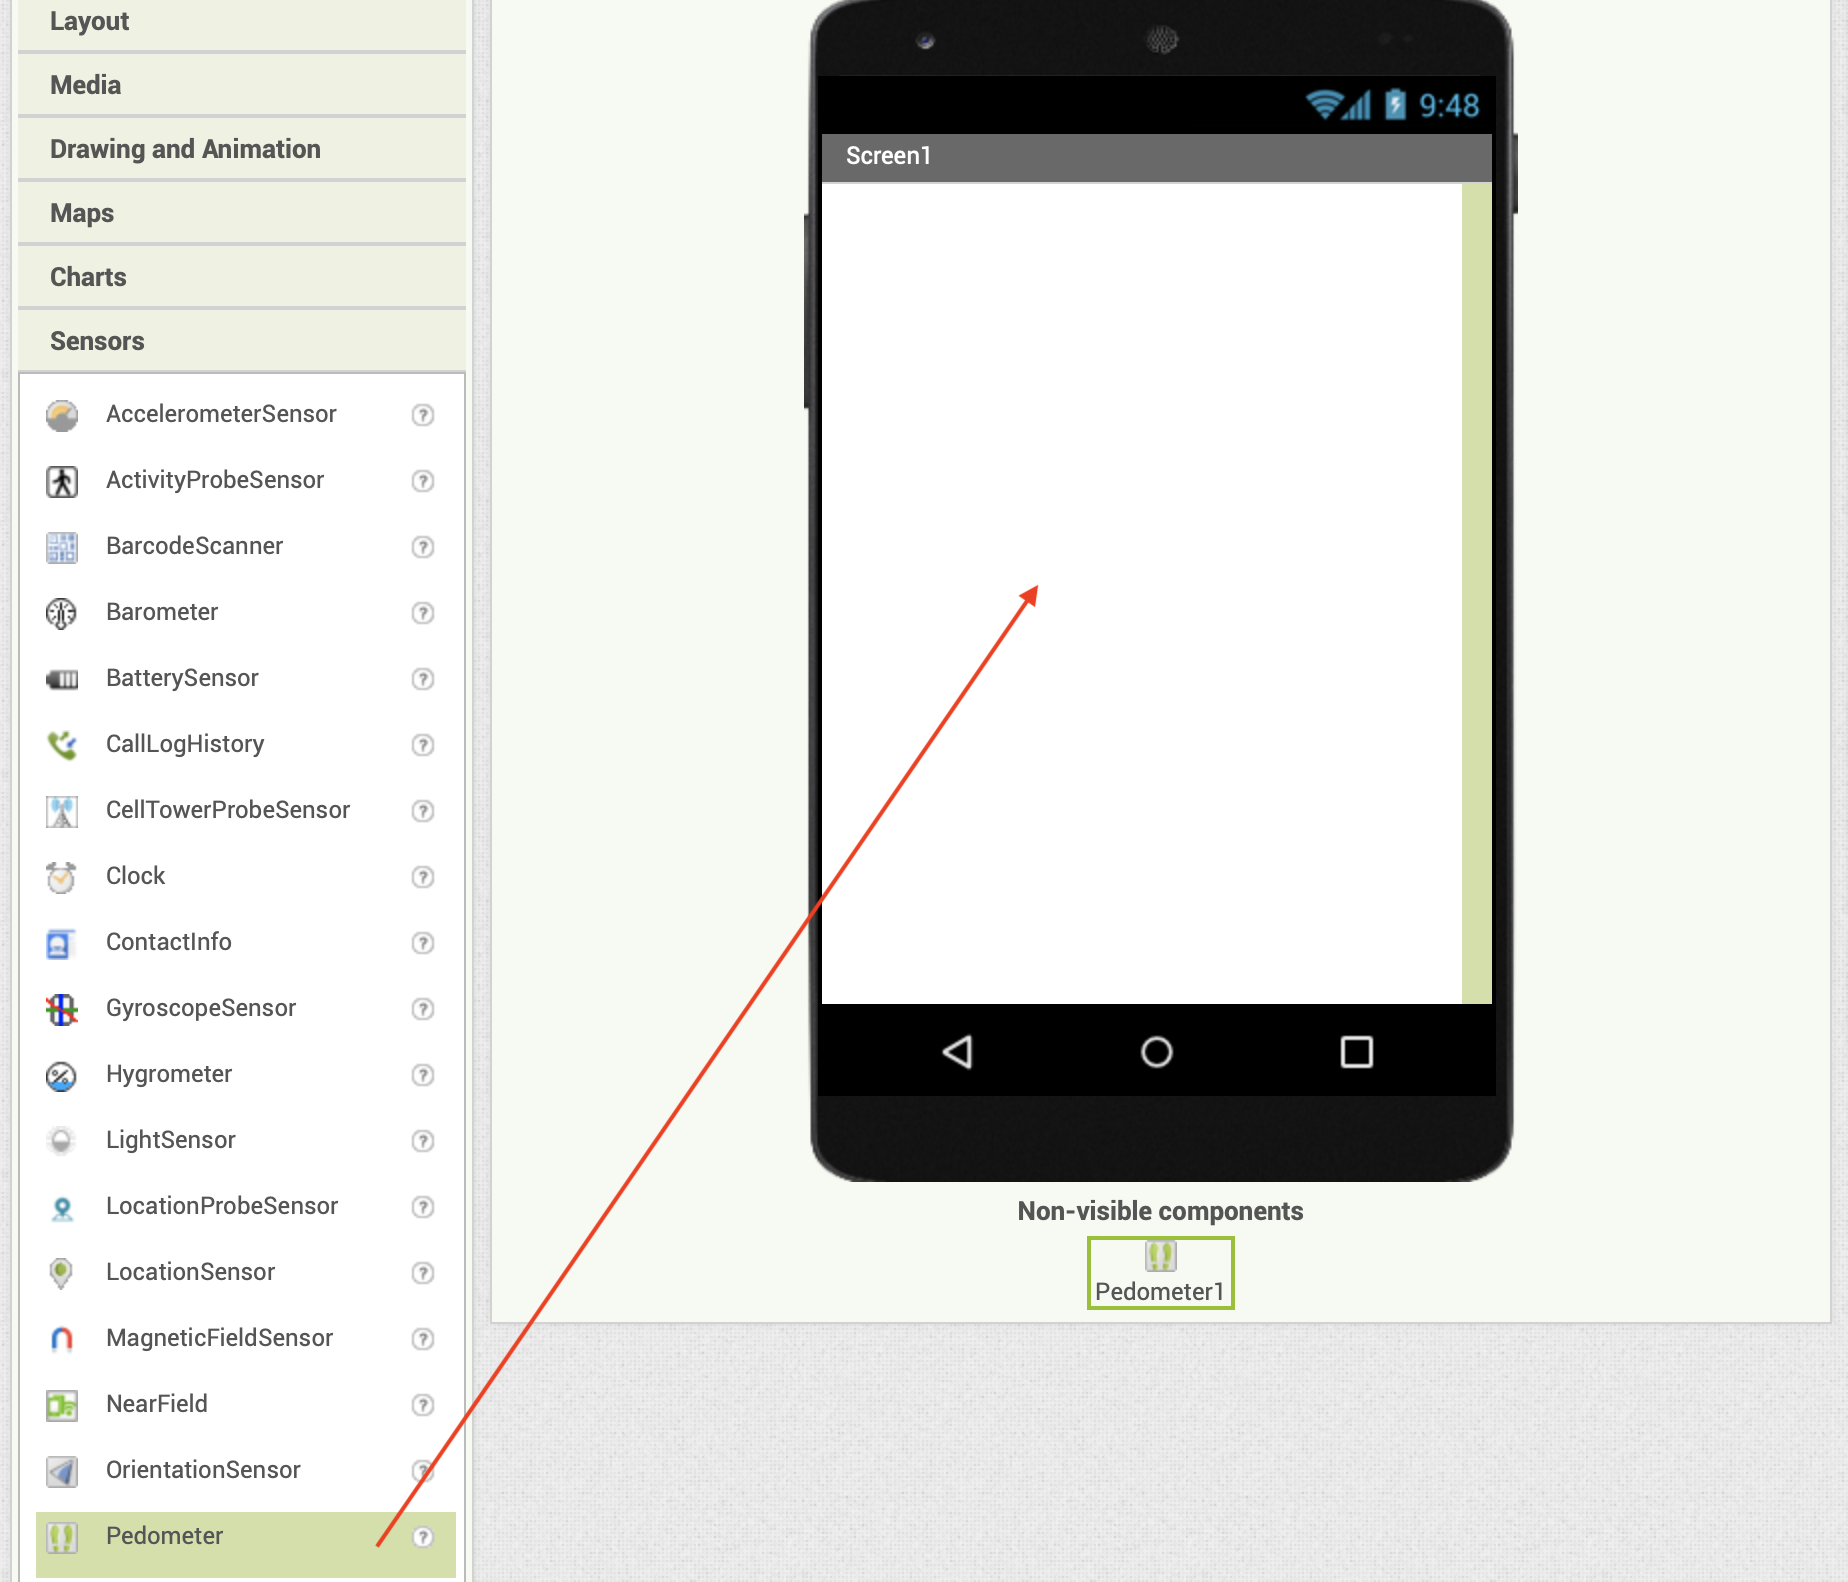 Layout
Media
Drawing and Animation
Maps
Charts
Sensors
AccelerometerSensor ?
ActivityProbeSensor ?
BarcodeScanner ?
Barometer ?
BatterySensor ?
CallLogHistory ?
CellTowerProbeSensor ?
Clock ?
ContactInfo ?
GyroscopeSensor ?
Hygrometer ?
LightSensor ?
LocationProbeSensor ?
LocationSensor ?
MagneticFieldSensor ?
NearField ?
OrientationSensor ?
Pedometer ?
9:48
Screen1
Non-visible components
Pedometer1